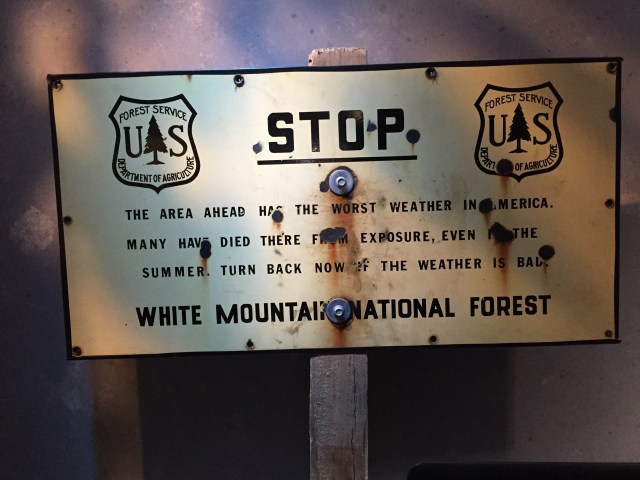 FOREST SERVICE
US
DEPARTMENT OF AGRICULTURE
STOP
FOREST SERVICE
US
DEPARTMENT OF AGRICULTURE
THE AREA AHEAD HAS THE WORST WEATHER IN AMERICA.
MANY HAVE DIED THERE FROM EXPOSURE, EVEN IN THE
SUMMER. TURN BACK NOW IF THE WEATHER IS BAD.
WHITE MOUNTAIN NATIONAL FOREST